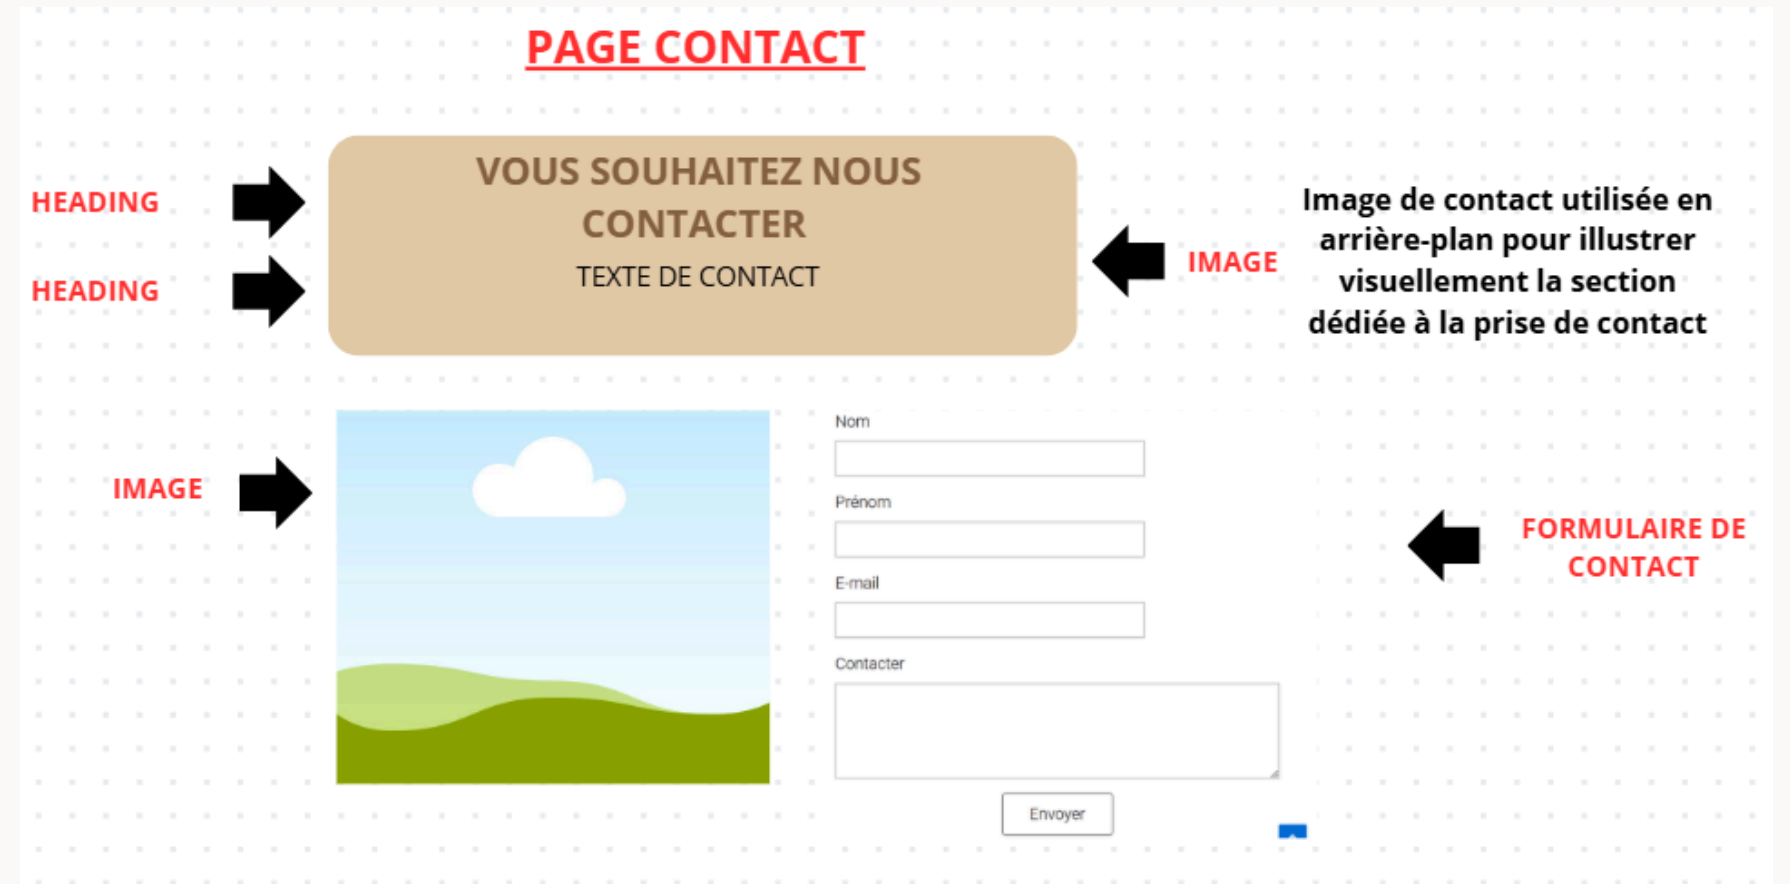 PAGE CONTACT
HEADING
HEADING
VOUS SOUHAITEZ NOUS
CONTACTER
TEXTE DE CONTACT
IMAGE
Image de contact utilisée en
arrière-plan pour illustrer
visuellement la section
dédiée à la prise de contact
IMAGE
Nom
Prénom
E-mail
Contacter
Envoyer
FORMULAIRE DE
CONTACT